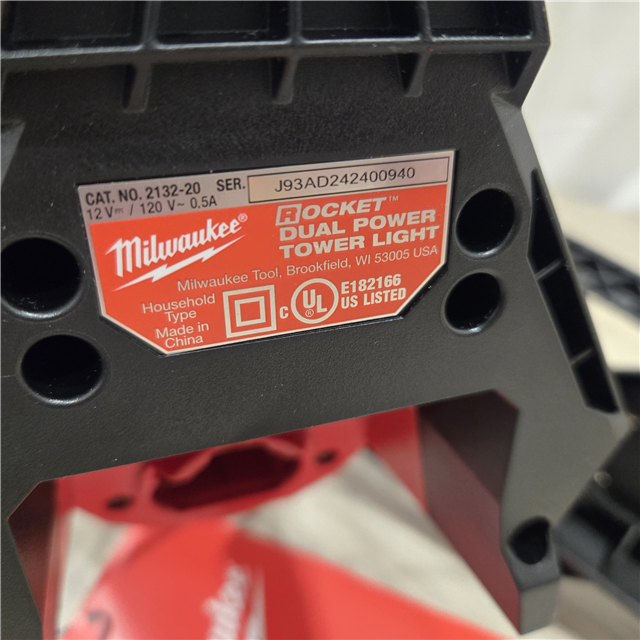 CAT. NO. 2132-20 SER. J93AD242400940
12 V⎓ / 120 V~ 0.5A
Milwaukee®
ROCKET™
DUAL POWER
TOWER LIGHT
Milwaukee Tool, Brookfield, WI 53005 USA
Household
Type
Made in
China
C UL® E182166
US LISTED
Milwaukee